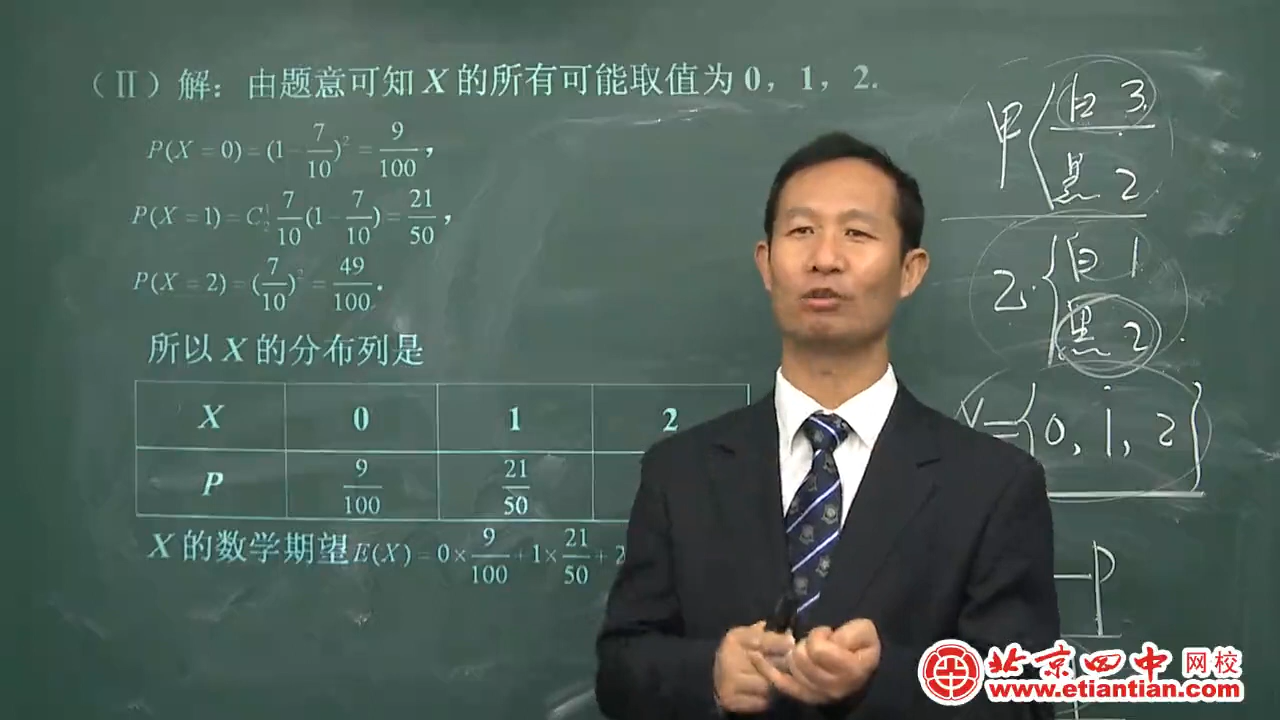 （Ⅱ）解：由题意可知 X 的所有可能取值为 0，1，2.
P(X = 0) = (1 - 7/10)² = 9/100，
P(X = 1) = C₂¹ 7/10 (1 - 7/10) = 21/50，
P(X = 2) = (7/10)² = 49/100.
所以 X 的分布列是
X 0 1 2
P 9/100 21/50
X 的数学期望 E(X) = 0 × 9/100 + 1 × 21/50 + 2
甲 { 白 3
黑 2
乙 { 白 1
黑 2
= {0, 1, 2}
P
北京四中 网校
www.etiantian.com